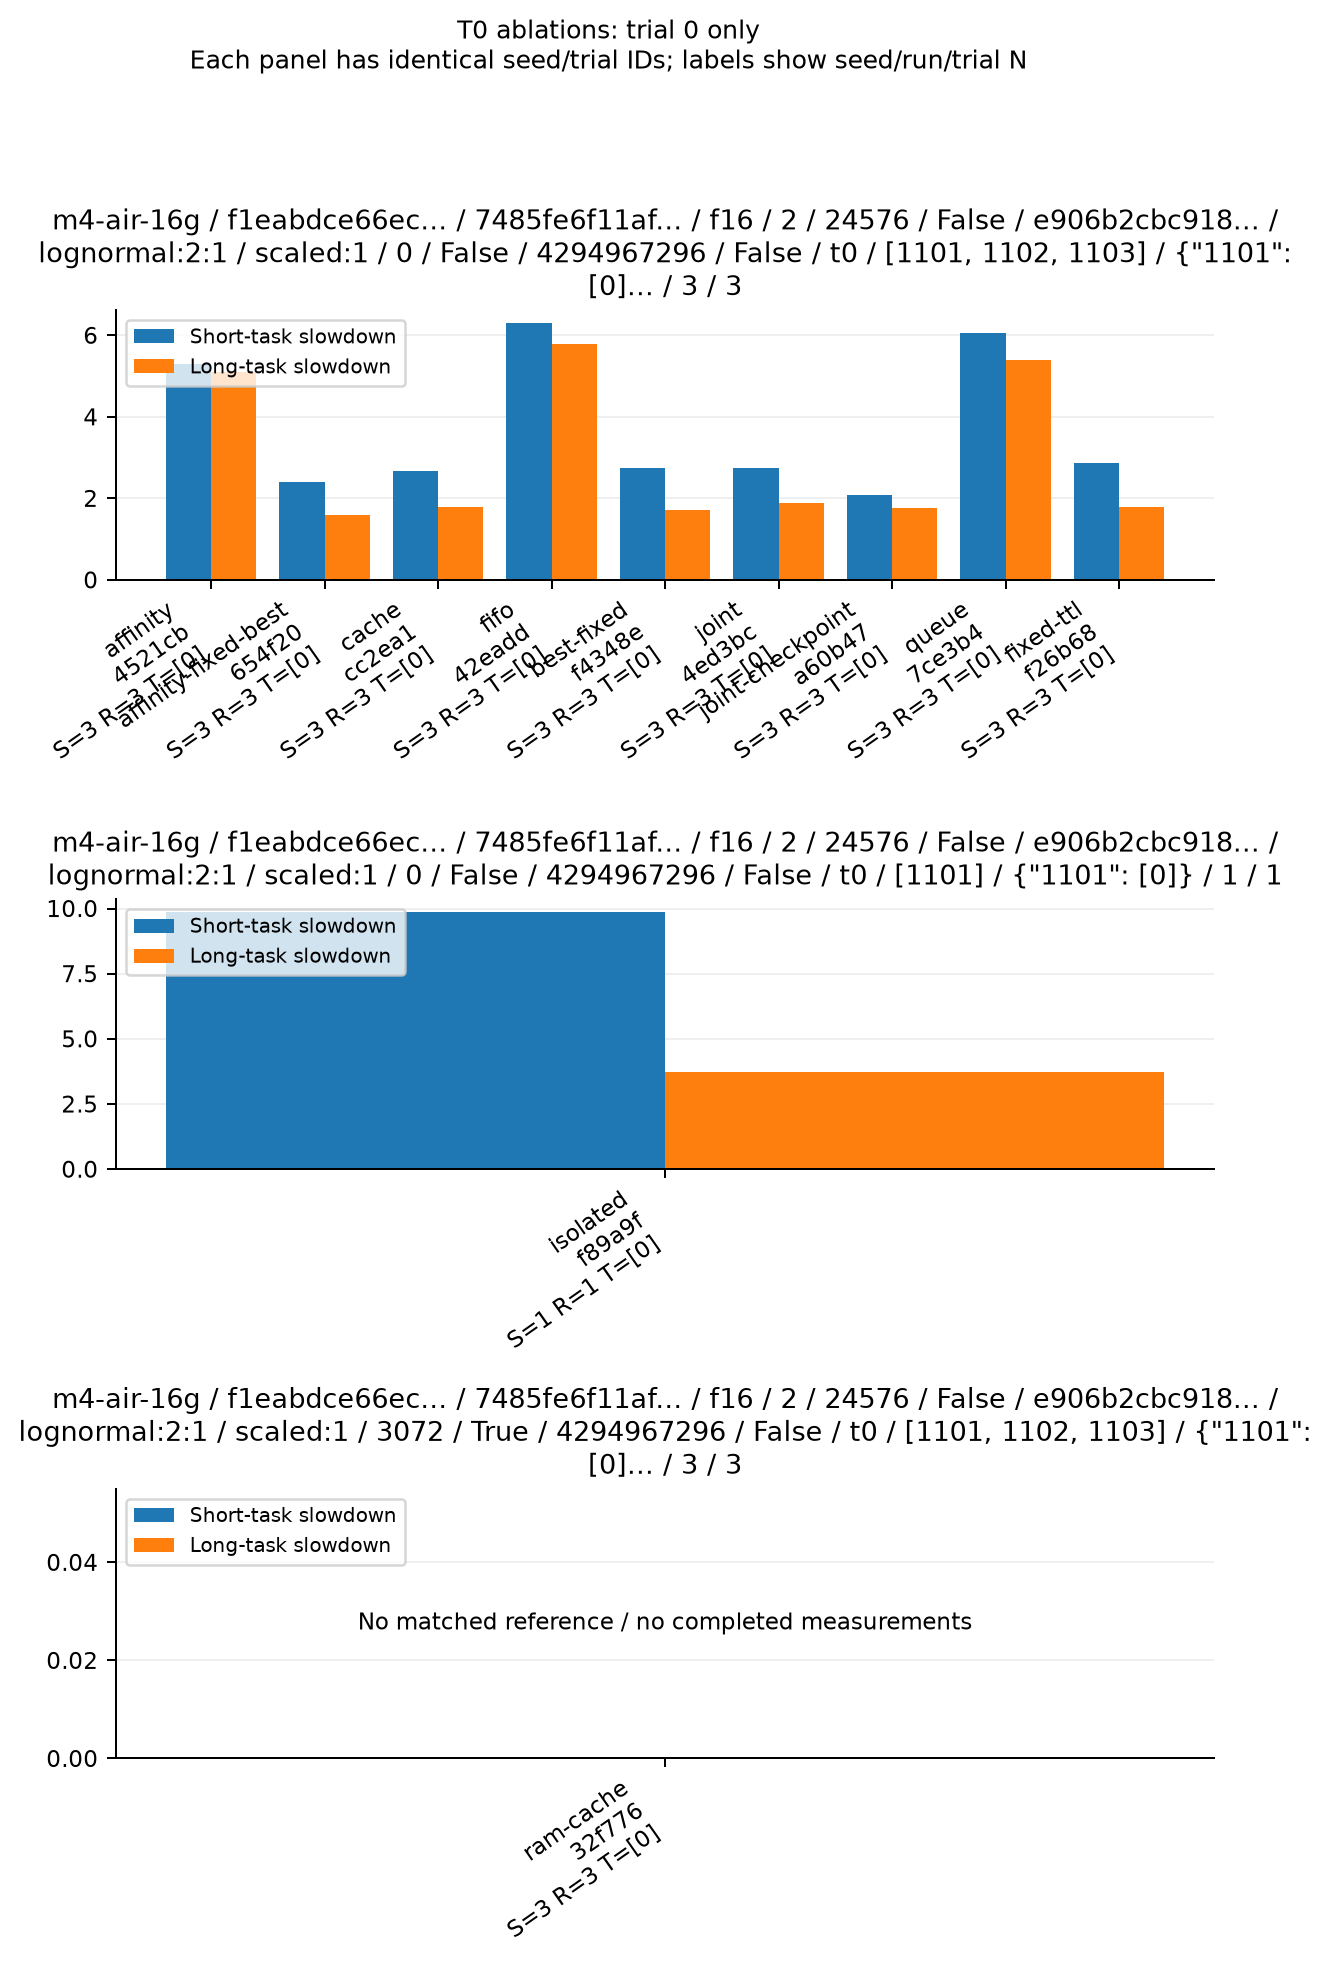 T0 ablations: trial 0 only
Each panel has identical seed/trial IDs; labels show seed/run/trial N
m4-air-16g / f1eabdce66ec... / 7485fe6f11af... / f16 / 2 / 24576 / False / e906b2cbc918... /
lognormal:2:1 / scaled:1 / 0 / False / 4294967296 / False / t0 / [1101, 1102, 1103] / {"1101":
[0]... / 3 / 3
Short-task slowdown
Long-task slowdown
6
4
2
0
affinity
4521cb
S=3 R=3 T=[0]
affinity-fixed-best
654f20
S=3 R=3 T=[0]
cache
cc2ea1
S=3 R=3 T=[0]
fifo
42eadd
S=3 R=3 T=[0]
best-fixed
f4348e
S=3 R=3 T=[0]
joint
4ed3bc
S=3 R=3 T=[0]
joint-checkpoint
a60b47
S=3 R=3 T=[0]
queue
7ce3b4
S=3 R=3 T=[0]
fixed-ttl
f26b68
S=3 R=3 T=[0]
m4-air-16g / f1eabdce66ec... / 7485fe6f11af... / f16 / 2 / 24576 / False / e906b2cbc918... /
lognormal:2:1 / scaled:1 / 0 / False / 4294967296 / False / t0 / [1101] / {"1101": [0]} / 1 / 1
Short-task slowdown
Long-task slowdown
10.0
7.5
5.0
2.5
0.0
isolated
f89a9f
S=1 R=1 T=[0]
m4-air-16g / f1eabdce66ec... / 7485fe6f11af... / f16 / 2 / 24576 / False / e906b2cbc918... /
lognormal:2:1 / scaled:1 / 3072 / True / 4294967296 / False / t0 / [1101, 1102, 1103] / {"1101":
[0]... / 3 / 3
Short-task slowdown
Long-task slowdown
0.04
No matched reference / no completed measurements
0.02
0.00
ram-cache
32f776
S=3 R=3 T=[0]